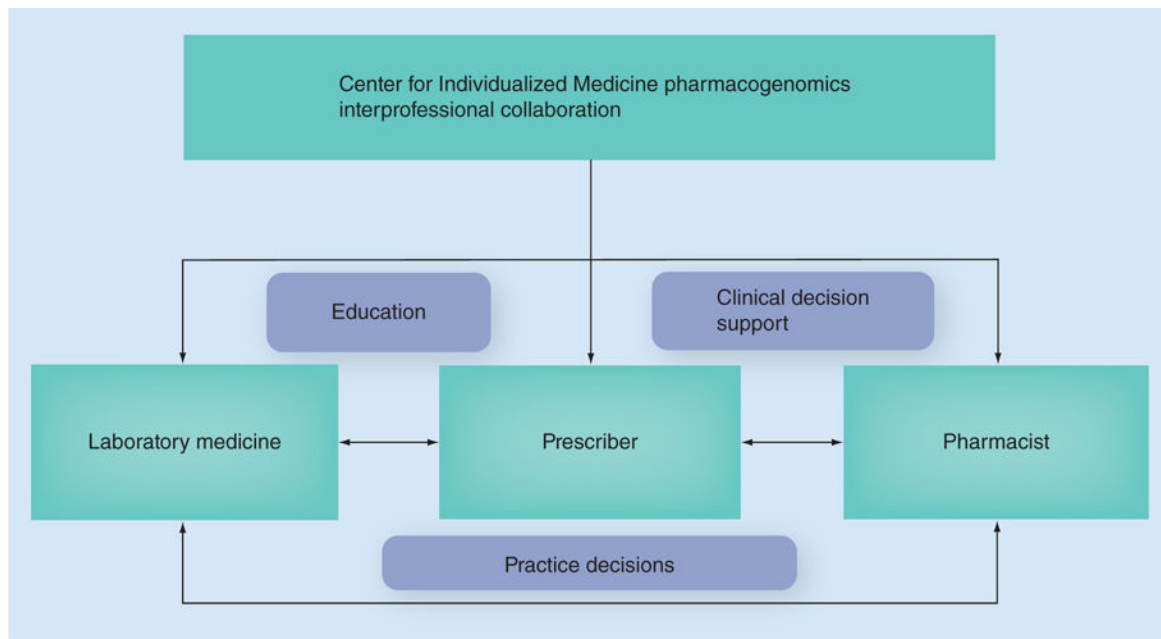 Center for Individualized Medicine pharmacogenomics
interprofessional collaboration
Education
Clinical decision
support
Laboratory medicine
Prescriber
Pharmacist
Practice decisions